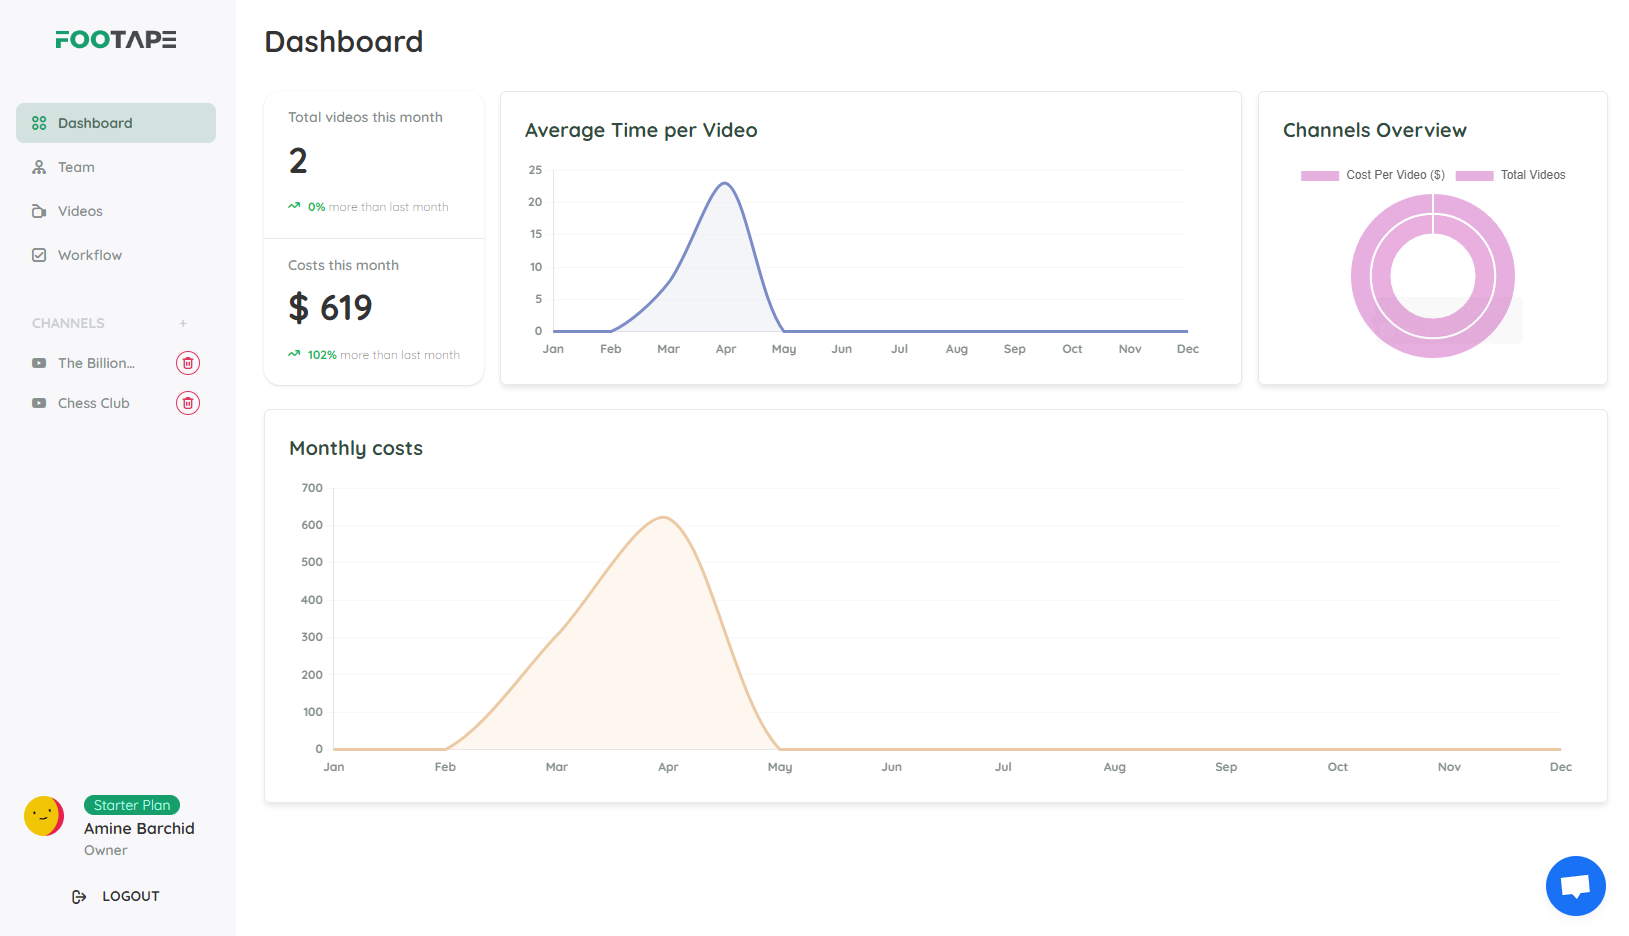 FOOTAPE
Dashboard
Team
Videos
Workflow
CHANNELS +
The Billion...
Chess Club
Starter Plan
Amine Barchid
Owner
LOGOUT
Dashboard
Total videos this month
2
0% more than last month
Costs this month
$ 619
102% more than last month
Average Time per Video
25
20
15
10
5
0
Jan Feb Mar Apr May Jun Jul Aug Sep Oct Nov Dec
Channels Overview
Cost Per Video ($) Total Videos
Monthly costs
700
600
500
400
300
200
100
0
Jan Feb Mar Apr May Jun Jul Aug Sep Oct Nov Dec